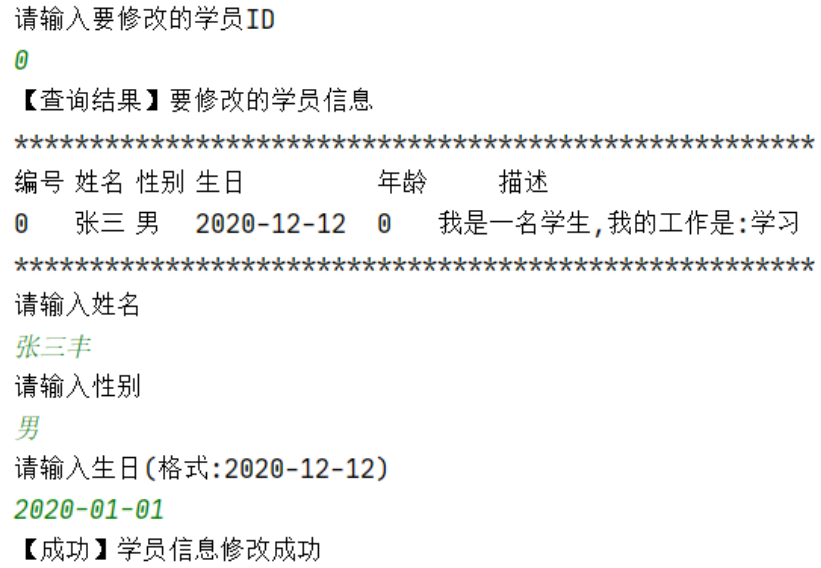 请输入要修改的学员ID
0
【查询结果】要修改的学员信息
*****************************************************
编号 姓名 性别 生日 年龄 描述
0 张三 男 2020-12-12 0 我是一名学生,我的工作是:学习
*****************************************************
请输入姓名
张三丰
请输入性别
男
请输入生日(格式:2020-12-12)
2020-01-01
【成功】学员信息修改成功